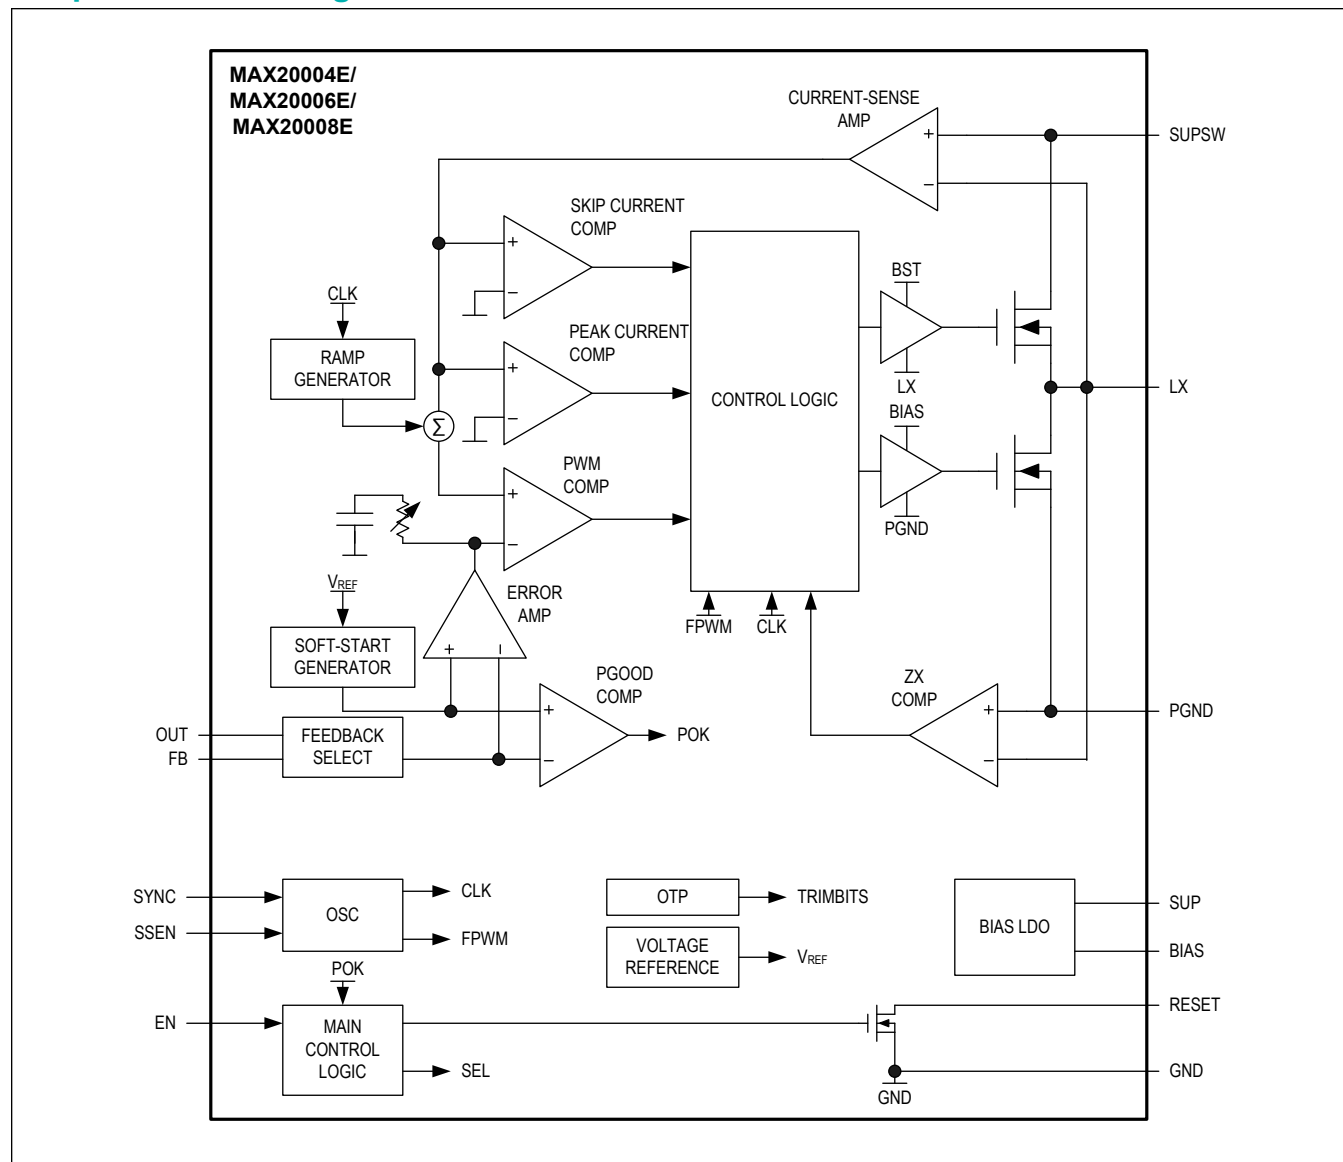 MAX20004E/
MAX20006E/
MAX20008E
CURRENT-SENSE
AMP
+
−
SUPSW
SKIP CURRENT
COMP
+
−
CLK
RAMP
GENERATOR
Σ
PEAK CURRENT
COMP
+
−
CONTROL LOGIC
BST
LX
LX
BIAS
PGND
PWM
COMP
+
−
VREF
ERROR
AMP
+
−
FPWM
CLK
SOFT-START
GENERATOR
PGOOD
COMP
+
−
POK
ZX
COMP
+
−
PGND
OUT
FB
FEEDBACK
SELECT
SYNC
SSEN
OSC
CLK
FPWM
OTP
TRIMBITS
VOLTAGE
REFERENCE
VREF
BIAS LDO
SUP
BIAS
POK
EN
MAIN
CONTROL
LOGIC
SEL
RESET
GND
GND